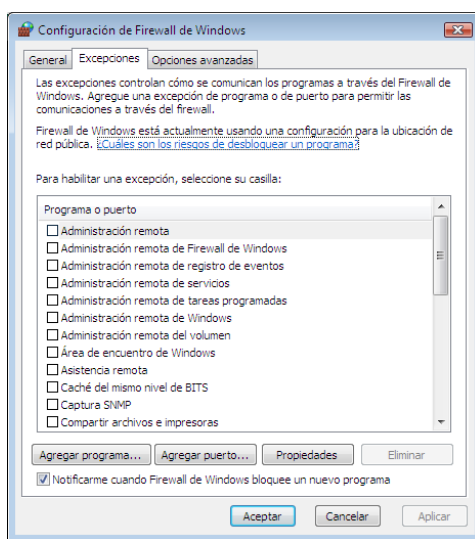 Configuración de Firewall de Windows
General Excepciones Opciones avanzadas
Las excepciones controlan cómo se comunican los programas a través del Firewall de
Windows. Agregue una excepción de programa o de puerto para permitir las
comunicaciones a través del firewall.
Firewall de Windows está actualmente usando una configuración para la ubicación de
red pública. ¿Cuáles son los riesgos de desbloquear un programa?
Para habilitar una excepción, seleccione su casilla:
Programa o puerto
Administración remota
Administración remota de Firewall de Windows
Administración remota de registro de eventos
Administración remota de servicios
Administración remota de tareas programadas
Administración remota de Windows
Administración remota del volumen
Área de encuentro de Windows
Asistencia remota
Caché del mismo nivel de BITS
Captura SNMP
Compartir archivos e impresoras
Agregar programa... Agregar puerto... Propiedades Eliminar
Notificarme cuando Firewall de Windows bloquee un nuevo programa
Aceptar Cancelar Aplicar